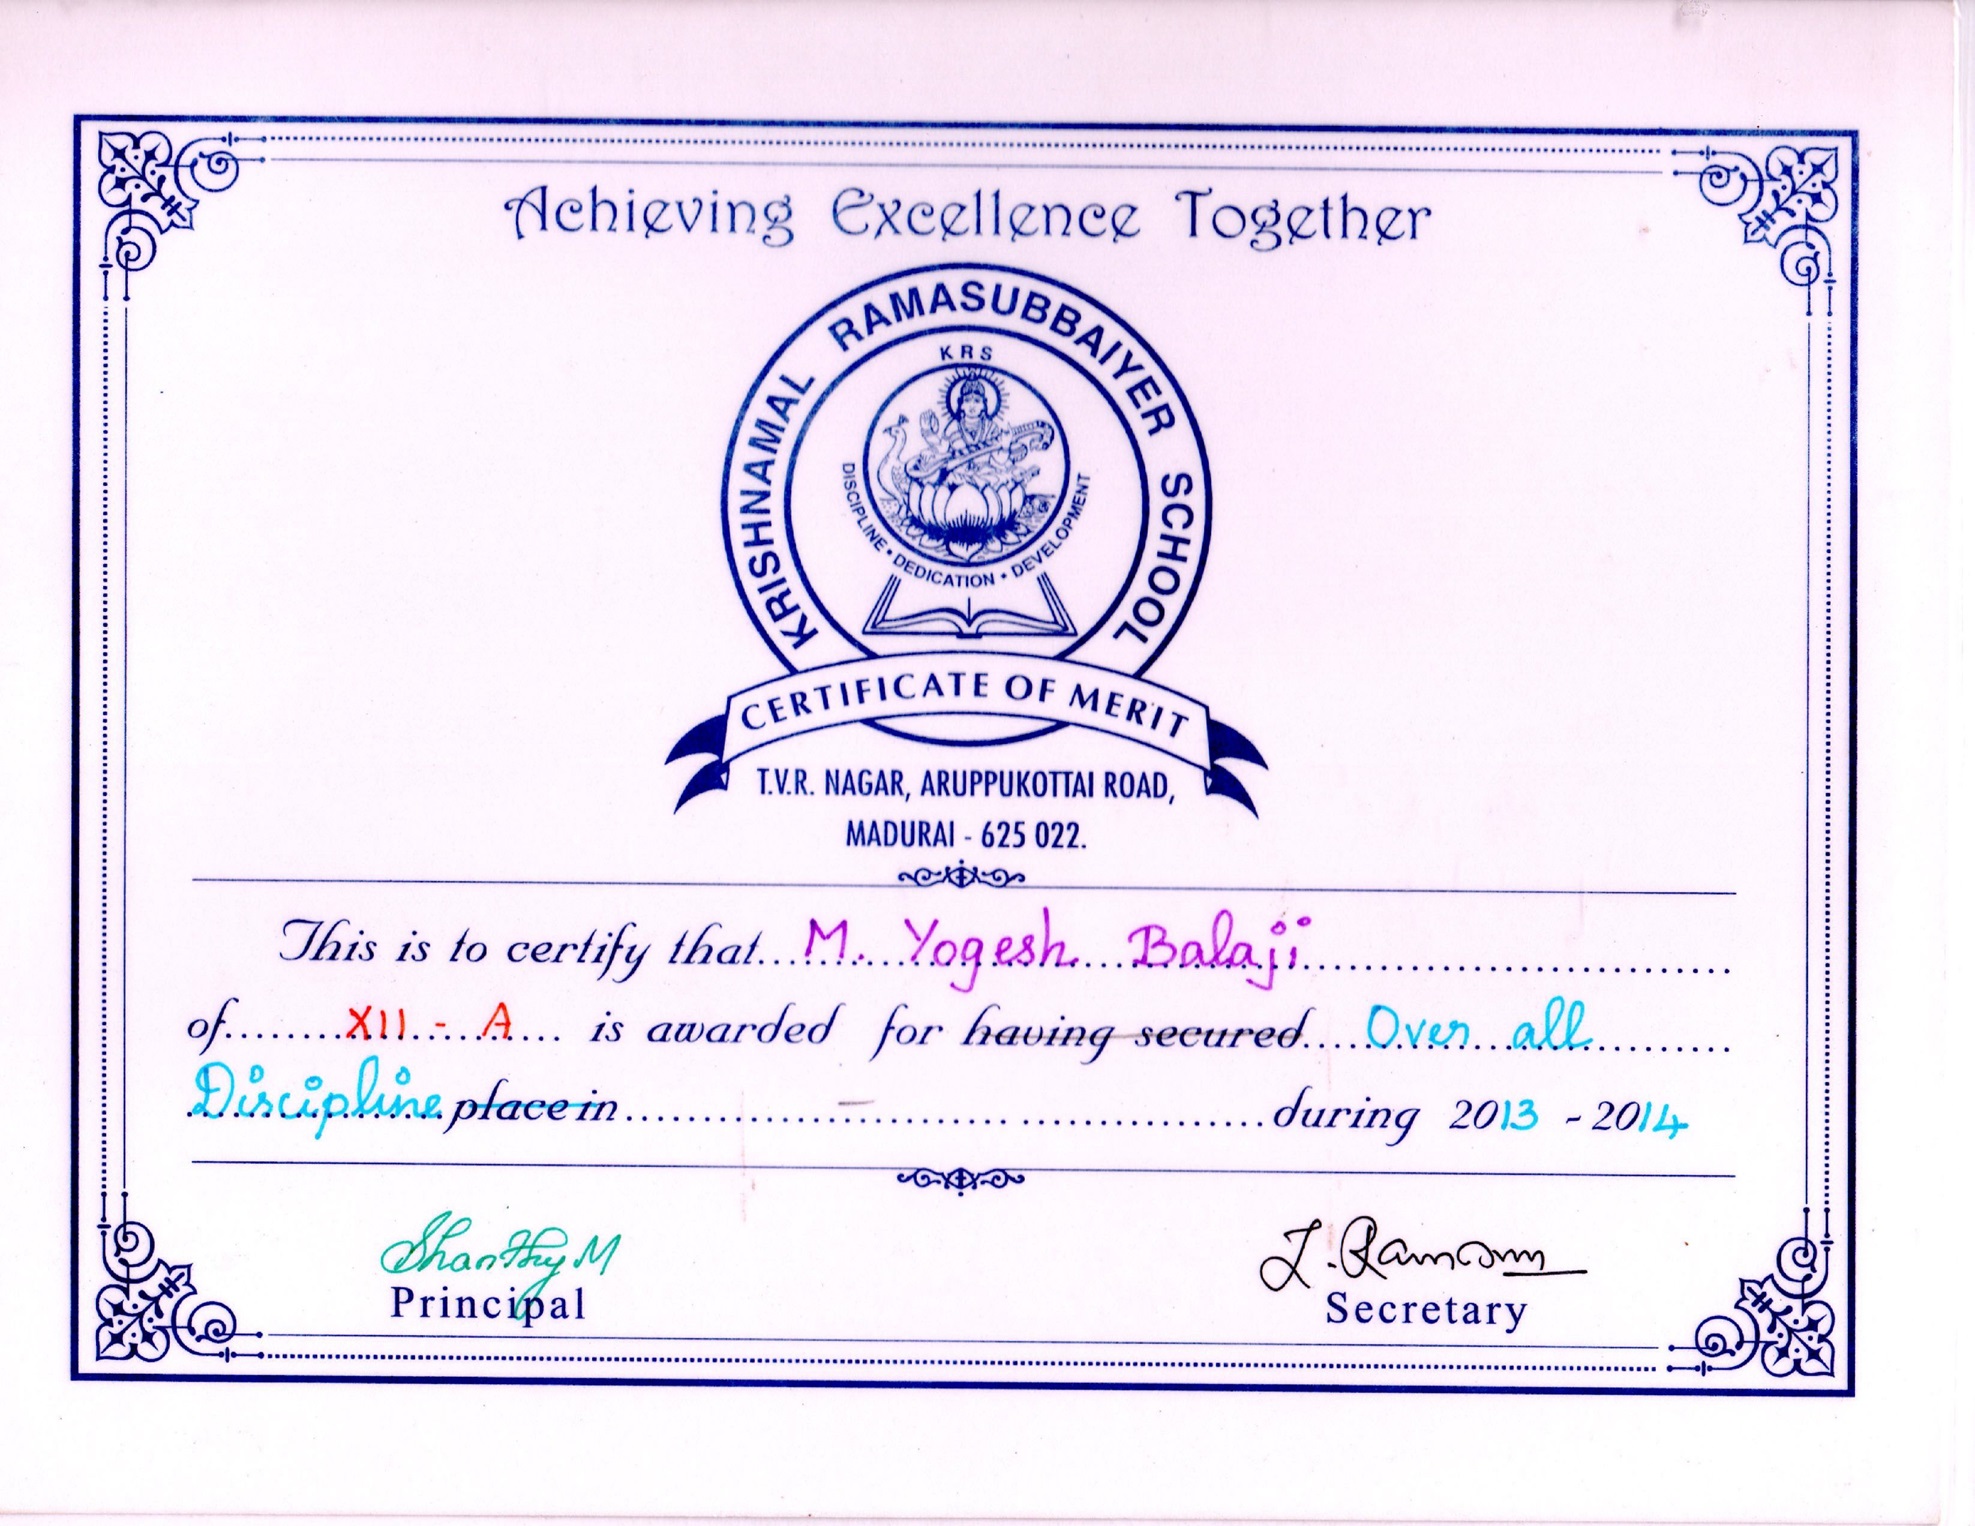 Achieving Excellence Together
KRISHNAMAL RAMASUBBAIYER SCHOOL
KRS
DISCIPLINE • DEDICATION • DEVELOPMENT
CERTIFICATE OF MERIT
T.V.R. NAGAR, ARUPPUKOTTAI ROAD,
MADURAI - 625 022.
This is to certify that...M. Yogesh Balaji...
of...XII - A... is awarded for having secured...Over all...
Discipline place in...-...during 2013 - 2014
Shanthy M
Principal
Secretary